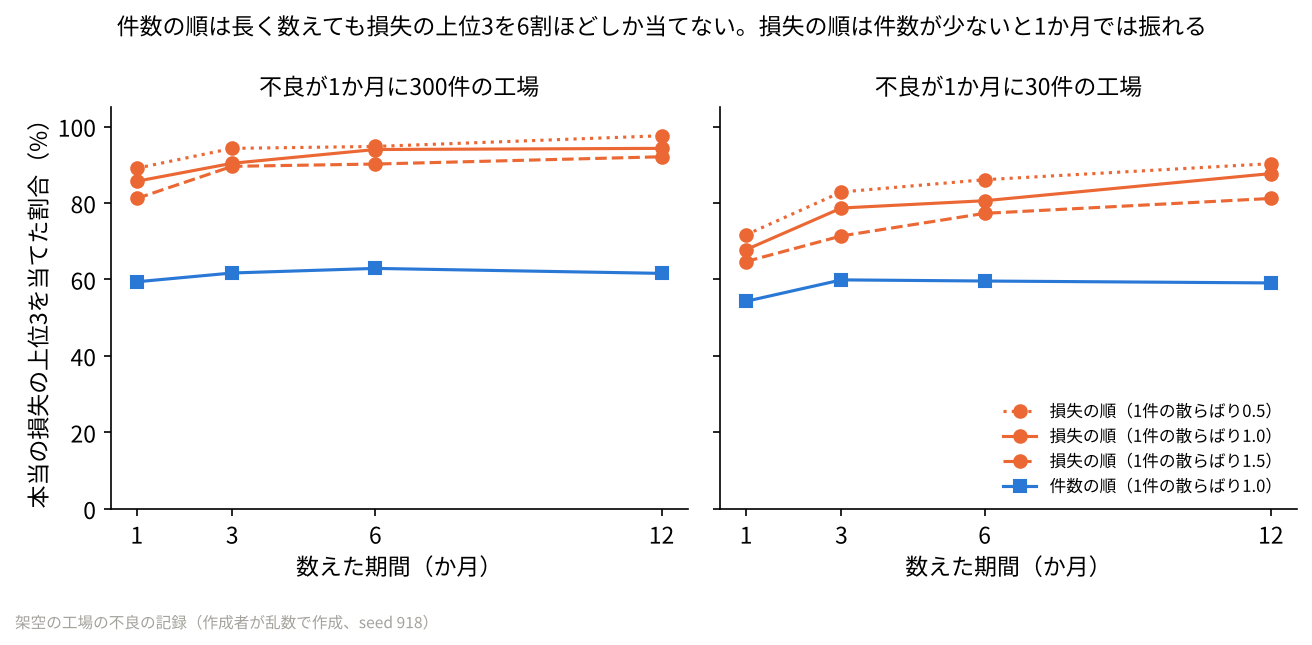 件数の順は長く数えても損失の上位3を6割ほどしか当てない。損失の順は件数が少ないと1か月では振れる
不良が1か月に300件の工場
不良が1か月に30件の工場
本当の損失の上位3を当てた割合（%）
100
80
60
40
20
0
1
3
6
12
数えた期間（か月）
1
3
6
12
数えた期間（か月）
損失の順（1件の散らばり0.5）
損失の順（1件の散らばり1.0）
損失の順（1件の散らばり1.5）
件数の順（1件の散らばり1.0）
架空の工場の不良の記録（作成者が乱数で作成、seed 918）